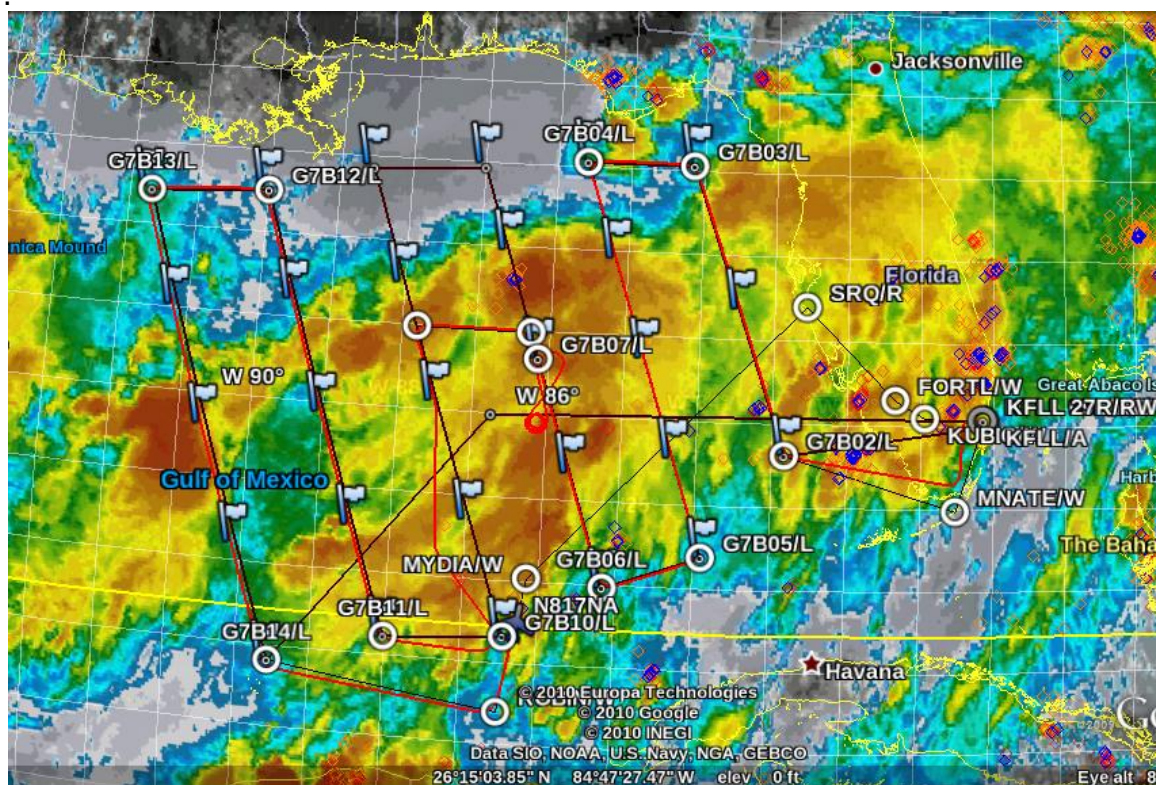 .
Jacksonville
G7B04/L
G7B03/L
G7B13/L
G7B12/L
nica Mound
Florida
SRQ/R
G7B07/L
W 90°
W 86°
FORTL/W
Great Abaco Is
KFLL 27R/RW
KFLL/A
G7B02/L
Gulf of Mexico
Harb
MNATE/W
The Baha
G7B05/L
G7B06/L
MYDIA/W
N817NA
G7B11/L
G7B10/L
G7B14/L
Havana
ROBIN/W
© 2010 Europa Technologies
© 2010 Google
© 2010 INEGI
Data SIO, NOAA, U.S. Navy, NGA, GEBCO
26°15'03.85" N 84°47'27.47" W elev 0 ft
Eye alt 8